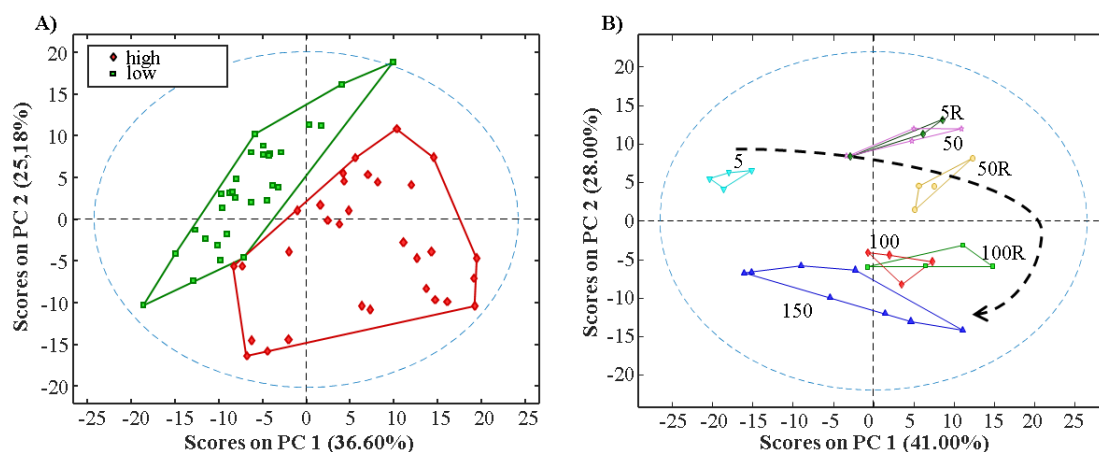 A)
high
low
20
15
10
5
0
-5
-10
-15
-20
Scores on PC 2 (25,18%)
-25 -20 -15 -10 -5 0 5 10 15 20 25
Scores on PC 1 (36.60%)
B)
20
15
10
5
0
-5
-10
-15
-20
Scores on PC 2 (28.00%)
5R
50
5
50R
100
100R
150
-25 -20 -15 -10 -5 0 5 10 15 20 25
Scores on PC 1 (41.00%)